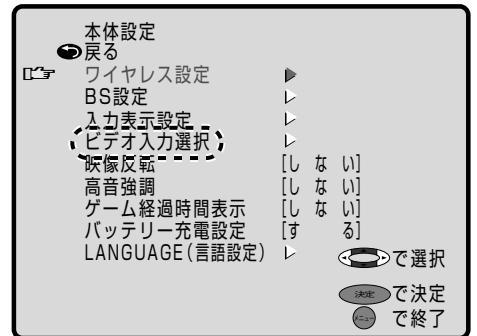 本体設定
戻る
ワイヤレス設定
BS設定
入力表示設定
ビデオ入力選択
映像反転 [しない]
高音強調 [しない]
ゲーム経過時間表示 [しない]
バッテリー充電設定 [する]
LANGUAGE(言語設定)
で選択
決定 で決定
メニュー で終了